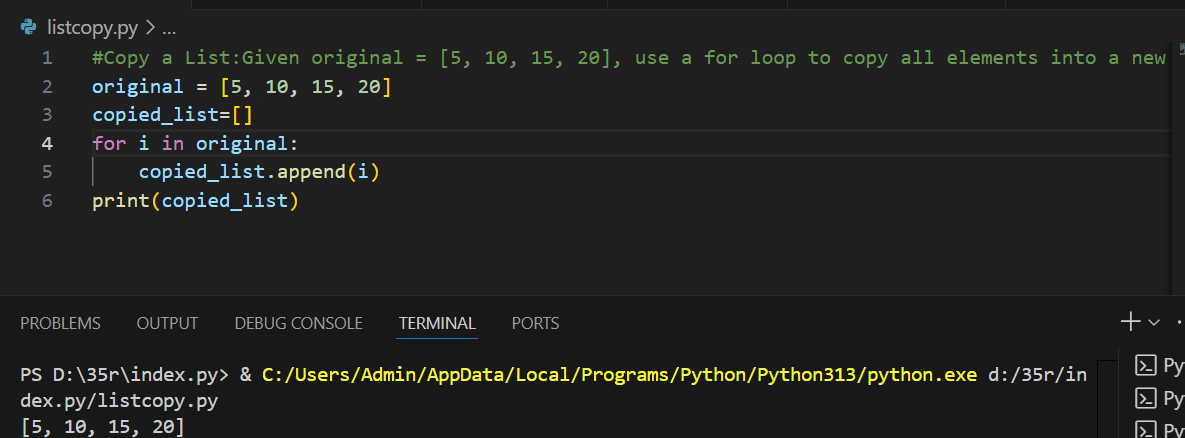 listcopy.py > ...
1 #Copy a List:Given original = [5, 10, 15, 20], use a for loop to copy all elements into a new
2 original = [5, 10, 15, 20]
3 copied_list=[]
4 for i in original:
5     copied_list.append(i)
6 print(copied_list)
PROBLEMS OUTPUT DEBUG CONSOLE TERMINAL PORTS
PS D:\35r\index.py> & C:/Users/Admin/AppData/Local/Programs/Python/Python313/python.exe d:/35r/in
dex.py/listcopy.py
[5, 10, 15, 20]
Py
Py
Py